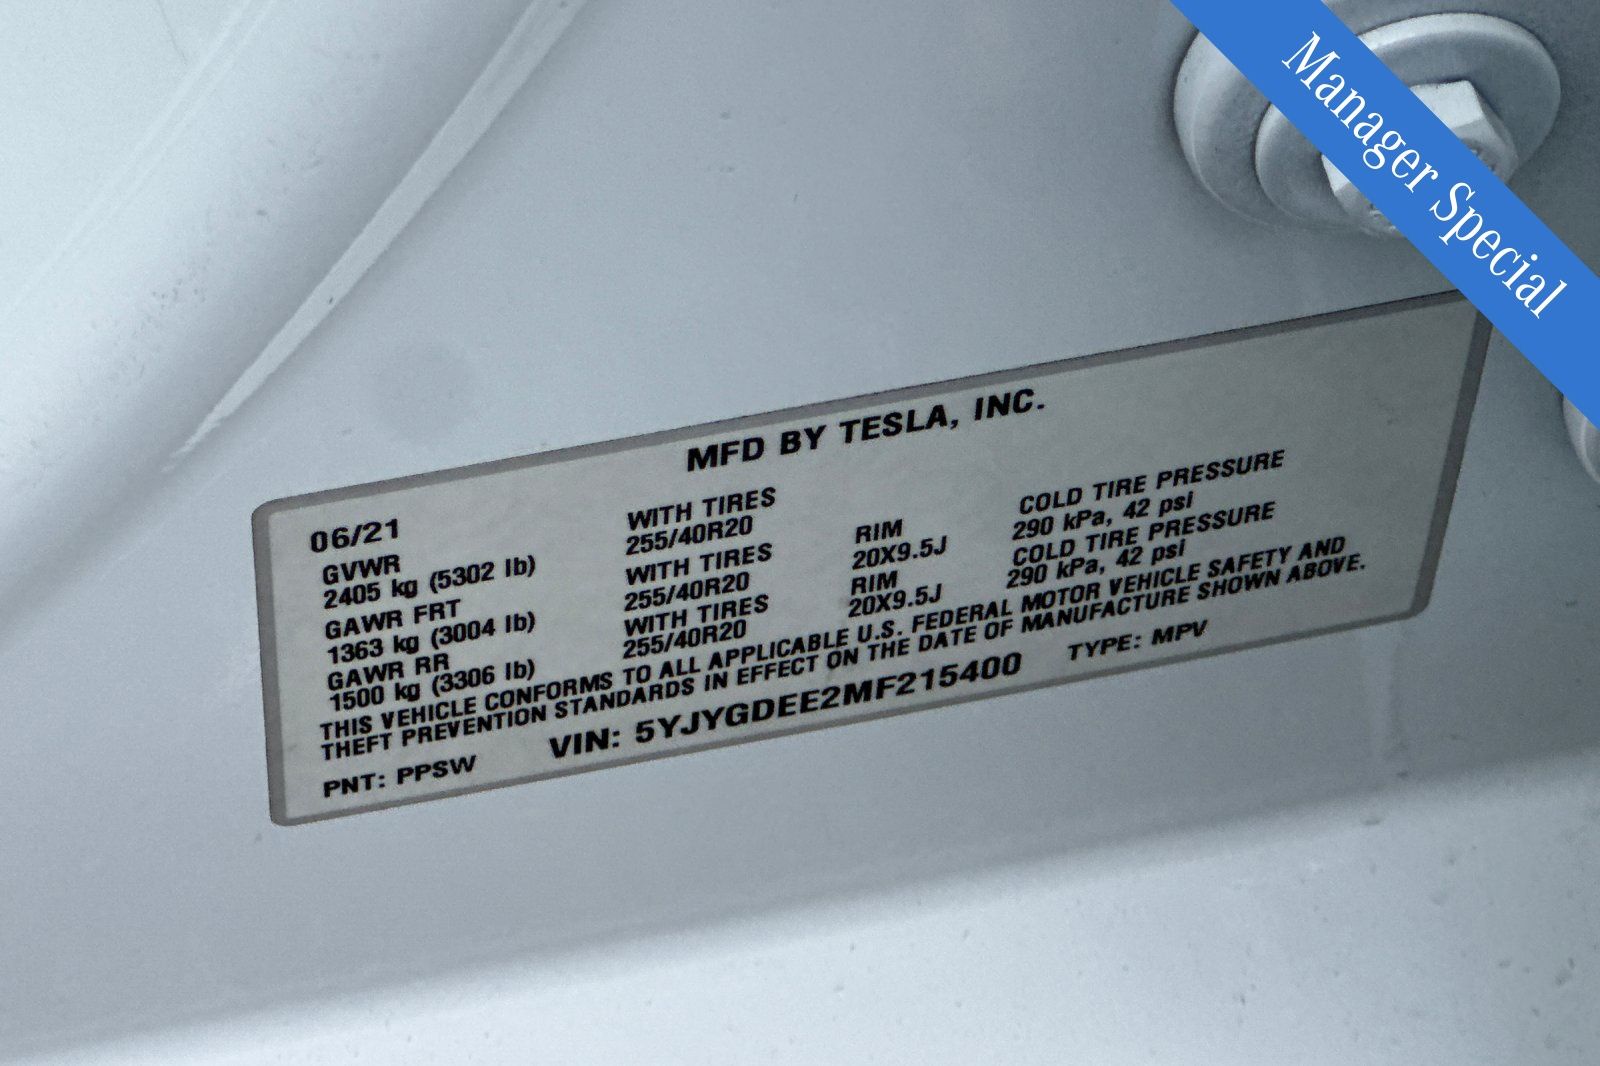 Manager Special
MFD BY TESLA, INC.
06/21
GVWR WITH TIRES
2405 kg (5302 lb) 255/40R20 RIM COLD TIRE PRESSURE
GAWR FRT WITH TIRES 20X9.5J 290 kPa, 42 psi
1363 kg (3004 lb) 255/40R20 RIM COLD TIRE PRESSURE
GAWR RR WITH TIRES 20X9.5J 290 kPa, 42 psi
1500 kg (3306 lb) 255/40R20
THIS VEHICLE CONFORMS TO ALL APPLICABLE U.S. FEDERAL MOTOR VEHICLE SAFETY AND
THEFT PREVENTION STANDARDS IN EFFECT ON THE DATE OF MANUFACTURE SHOWN ABOVE.
PNT: PPSW VIN: 5YJYGDEE2MF215400 TYPE: MPV